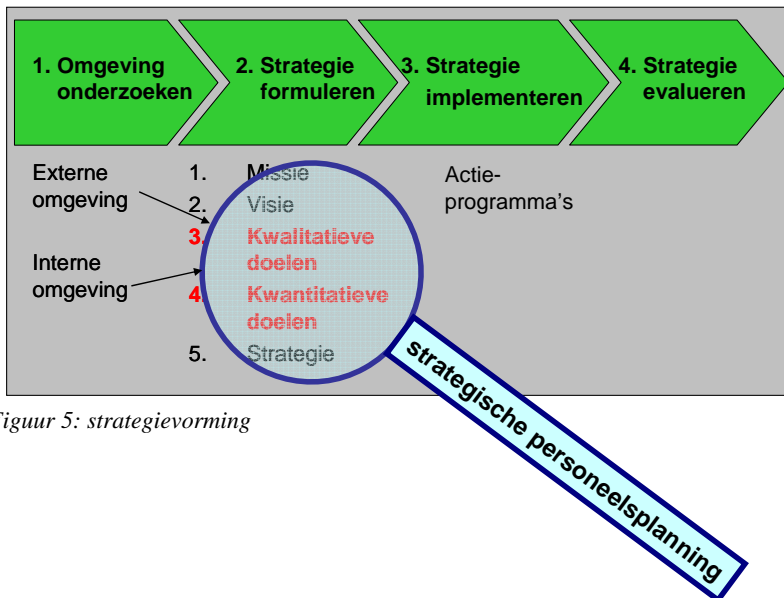 1. Omgeving
onderzoeken
2. Strategie
formuleren
3. Strategie
implementeren
4. Strategie
evalueren
Externe
omgeving
Interne
omgeving
1. Missie
2. Visie
3. Kwalitatieve
doelen
4. Kwantitatieve
doelen
5. Strategie
Actie-
programma's
strategische personeelsplanning
Figuur 5: strategievorming